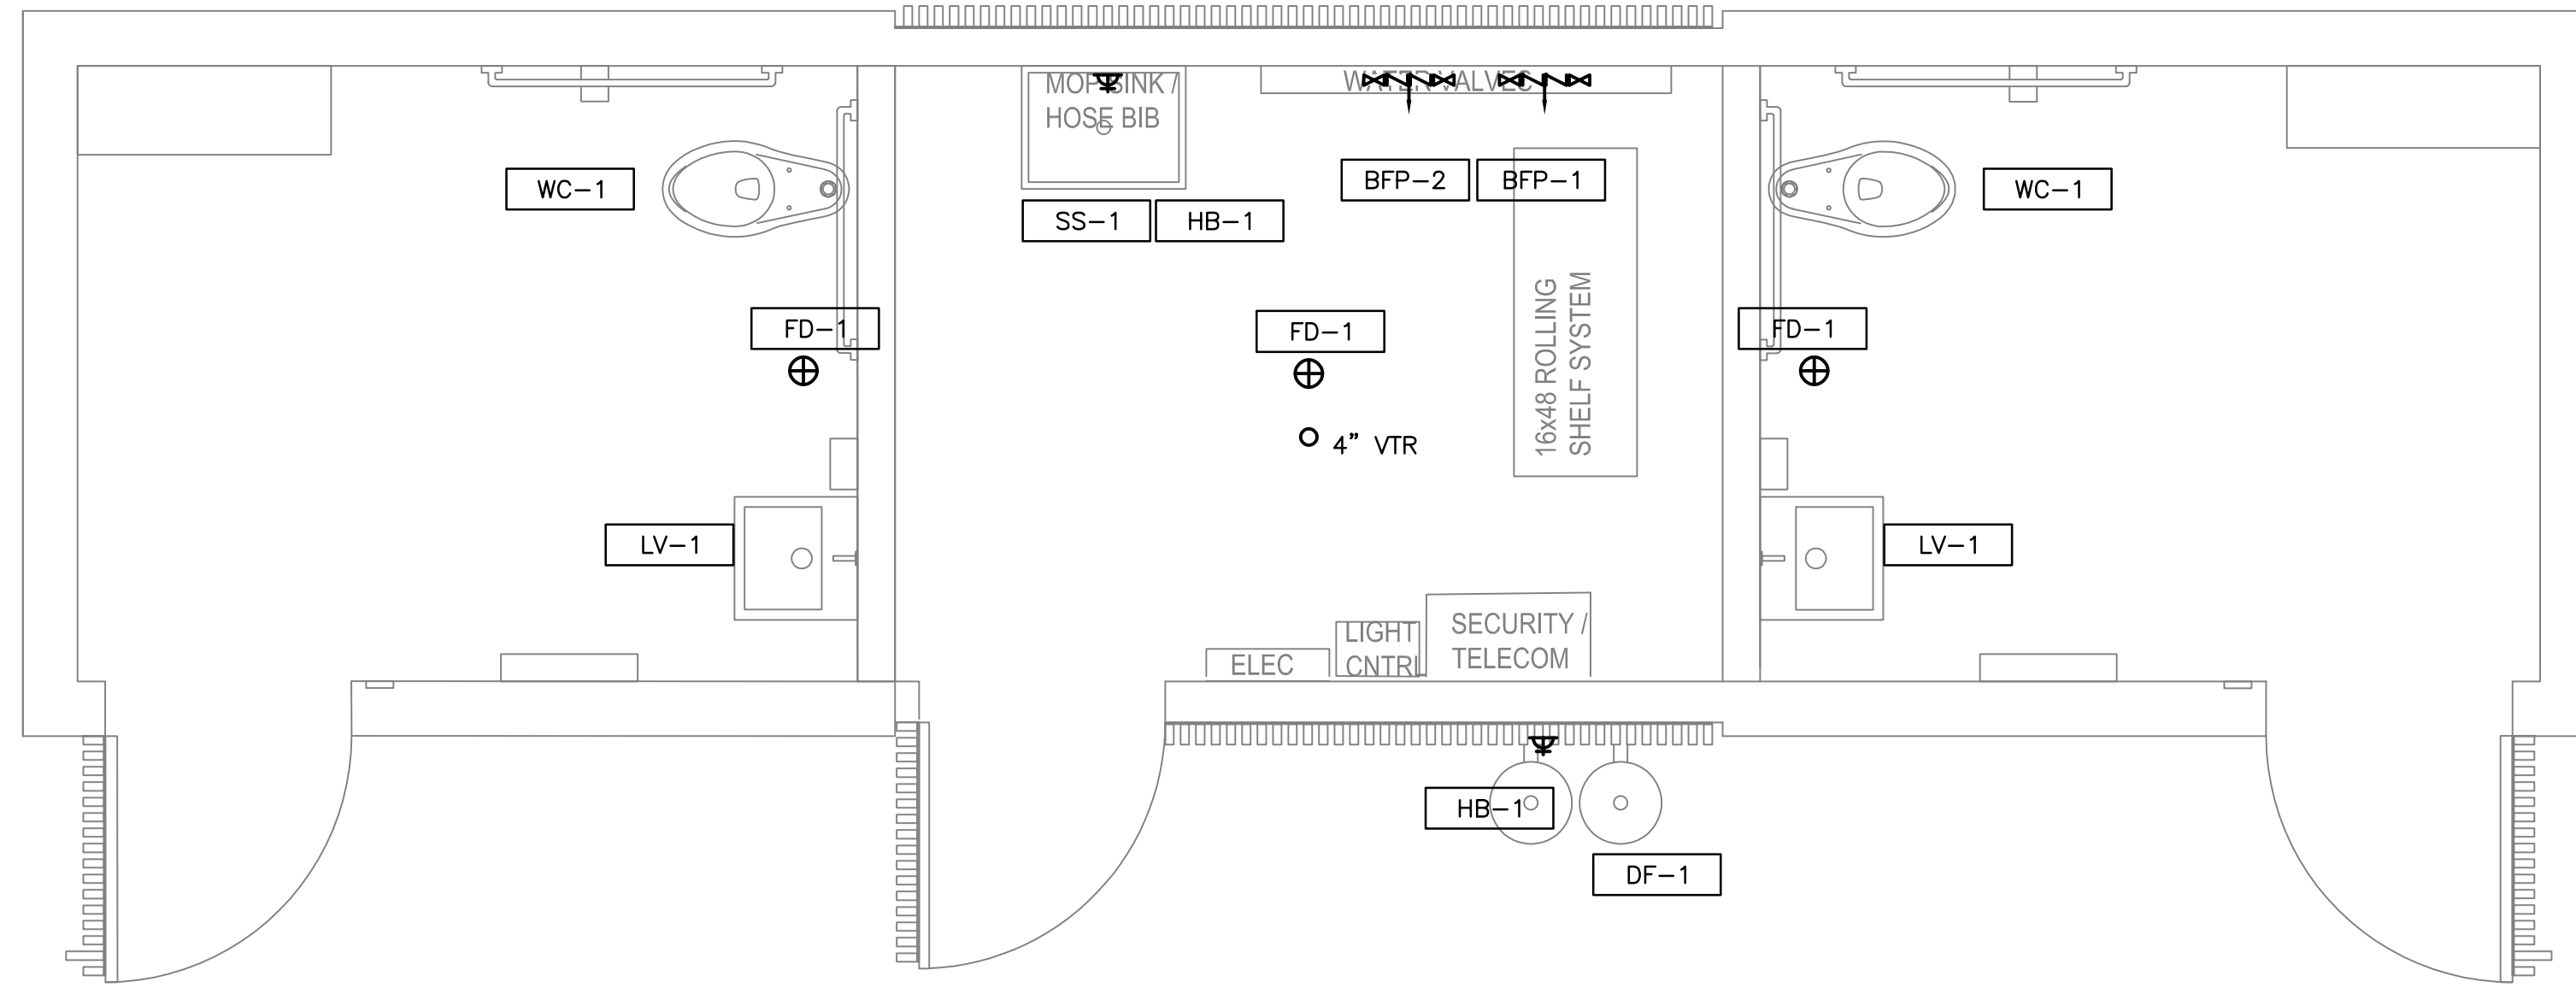 MOP SINK /
HOSE BIB
WATER VALVEC
WC-1
BFP-2
BFP-1
WC-1
SS-1
HB-1
FD-1
FD-1
FD-1
16x48 ROLLING
SHELF SYSTEM
4" VTR
LV-1
LV-1
LIGHT
CNTRL
SECURITY /
TELECOM
ELEC
HB-1
DF-1